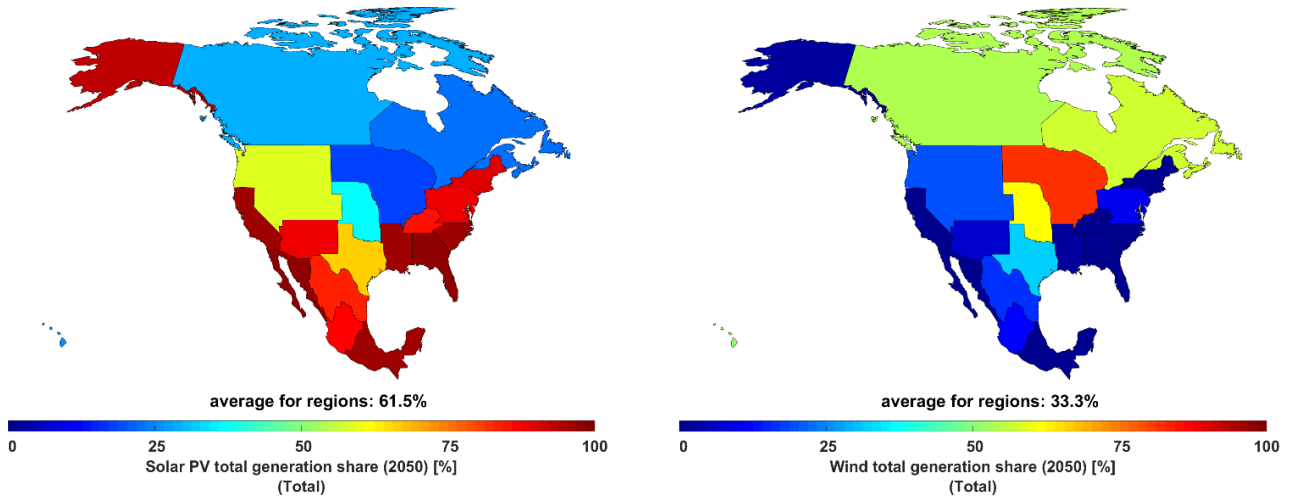 average for regions: 61.5%
0 25 50 75 100
Solar PV total generation share (2050) [%]
(Total)
average for regions: 33.3%
0 25 50 75 100
Wind total generation share (2050) [%]
(Total)